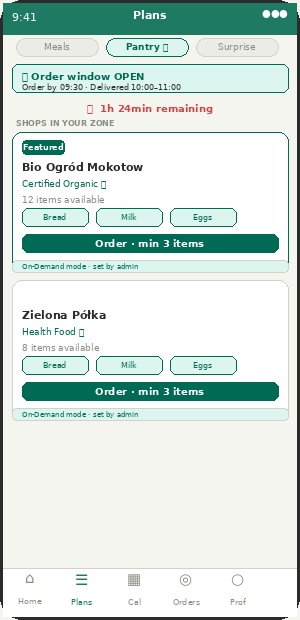 9:41 Plans
Meals Pantry Surprise
Order window OPEN
Order by 09:30 · Delivered 10:00–11:00
1h 24min remaining
SHOPS IN YOUR ZONE
Featured
Bio Ogród Mokotow
Certified Organic
12 items available
Bread Milk Eggs
Order · min 3 items
On-Demand mode · set by admin
Zielona Półka
Health Food
8 items available
Bread Milk Eggs
Order · min 3 items
On-Demand mode · set by admin
Home Plans Cal Orders Prof